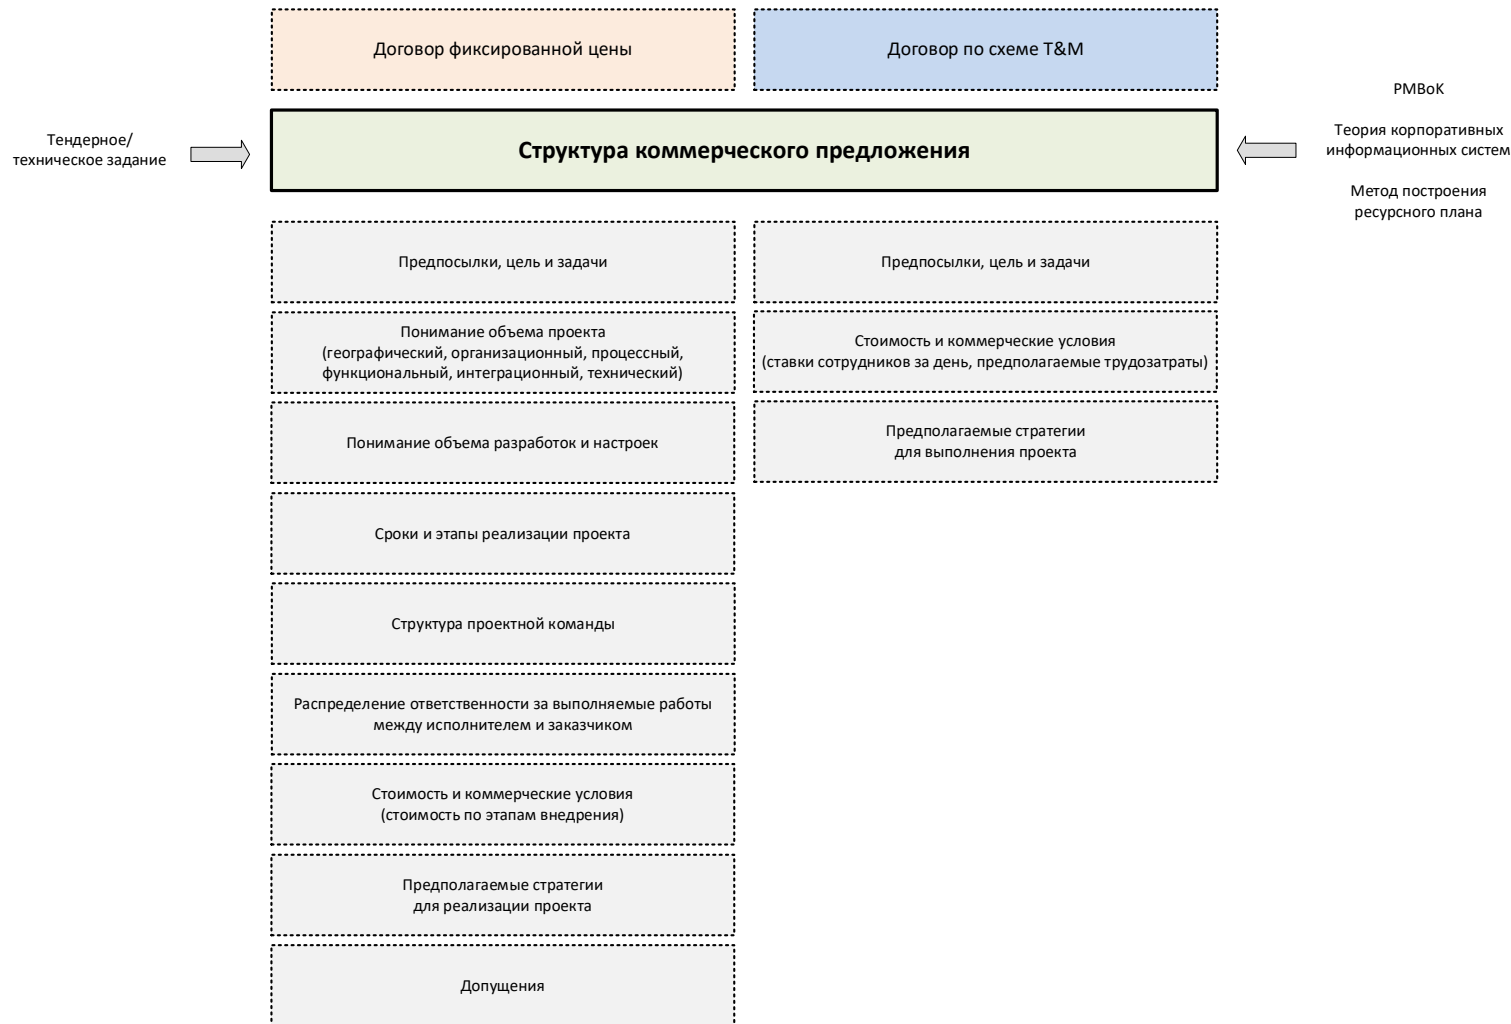 Договор фиксированной цены
Договор по схеме T&M
Тендерное/
техническое задание
Структура коммерческого предложения
PMBoK
Теория корпоративных
информационных систем
Метод построения
ресурсного плана
Предпосылки, цель и задачи
Предпосылки, цель и задачи
Понимание объема проекта
(географический, организационный, процессный,
функциональный, интеграционный, технический)
Стоимость и коммерческие условия
(ставки сотрудников за день, предполагаемые трудозатраты)
Понимание объема разработок и настроек
Предполагаемые стратегии
для выполнения проекта
Сроки и этапы реализации проекта
Структура проектной команды
Распределение ответственности за выполняемые работы
между исполнителем и заказчиком
Стоимость и коммерческие условия
(стоимость по этапам внедрения)
Предполагаемые стратегии
для реализации проекта
Допущения